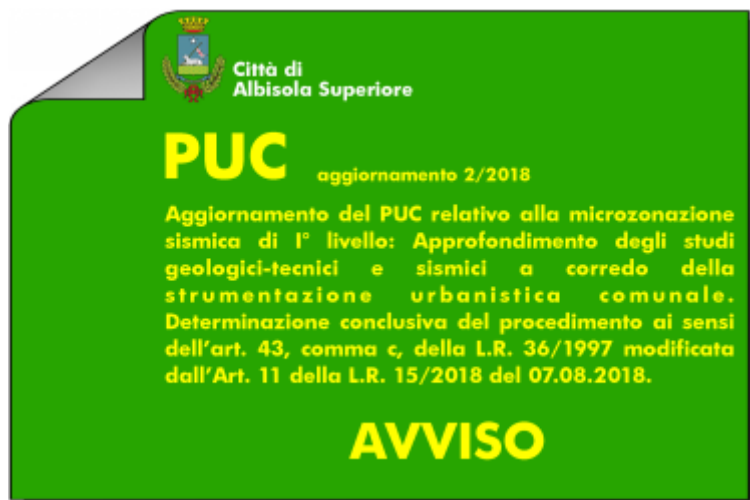 Città di
Albisola Superiore
PUC aggiornamento 2/2018
Aggiornamento del PUC relativo alla microzonazione
sismica di I° livello: Approfondimento degli studi
geologici-tecnici e sismici a corredo della
strumentazione urbanistica comunale.
Determinazione conclusiva del procedimento ai sensi
dell'art. 43, comma c, della L.R. 36/1997 modificata
dall'Art. 11 della L.R. 15/2018 del 07.08.2018.
AVVISO